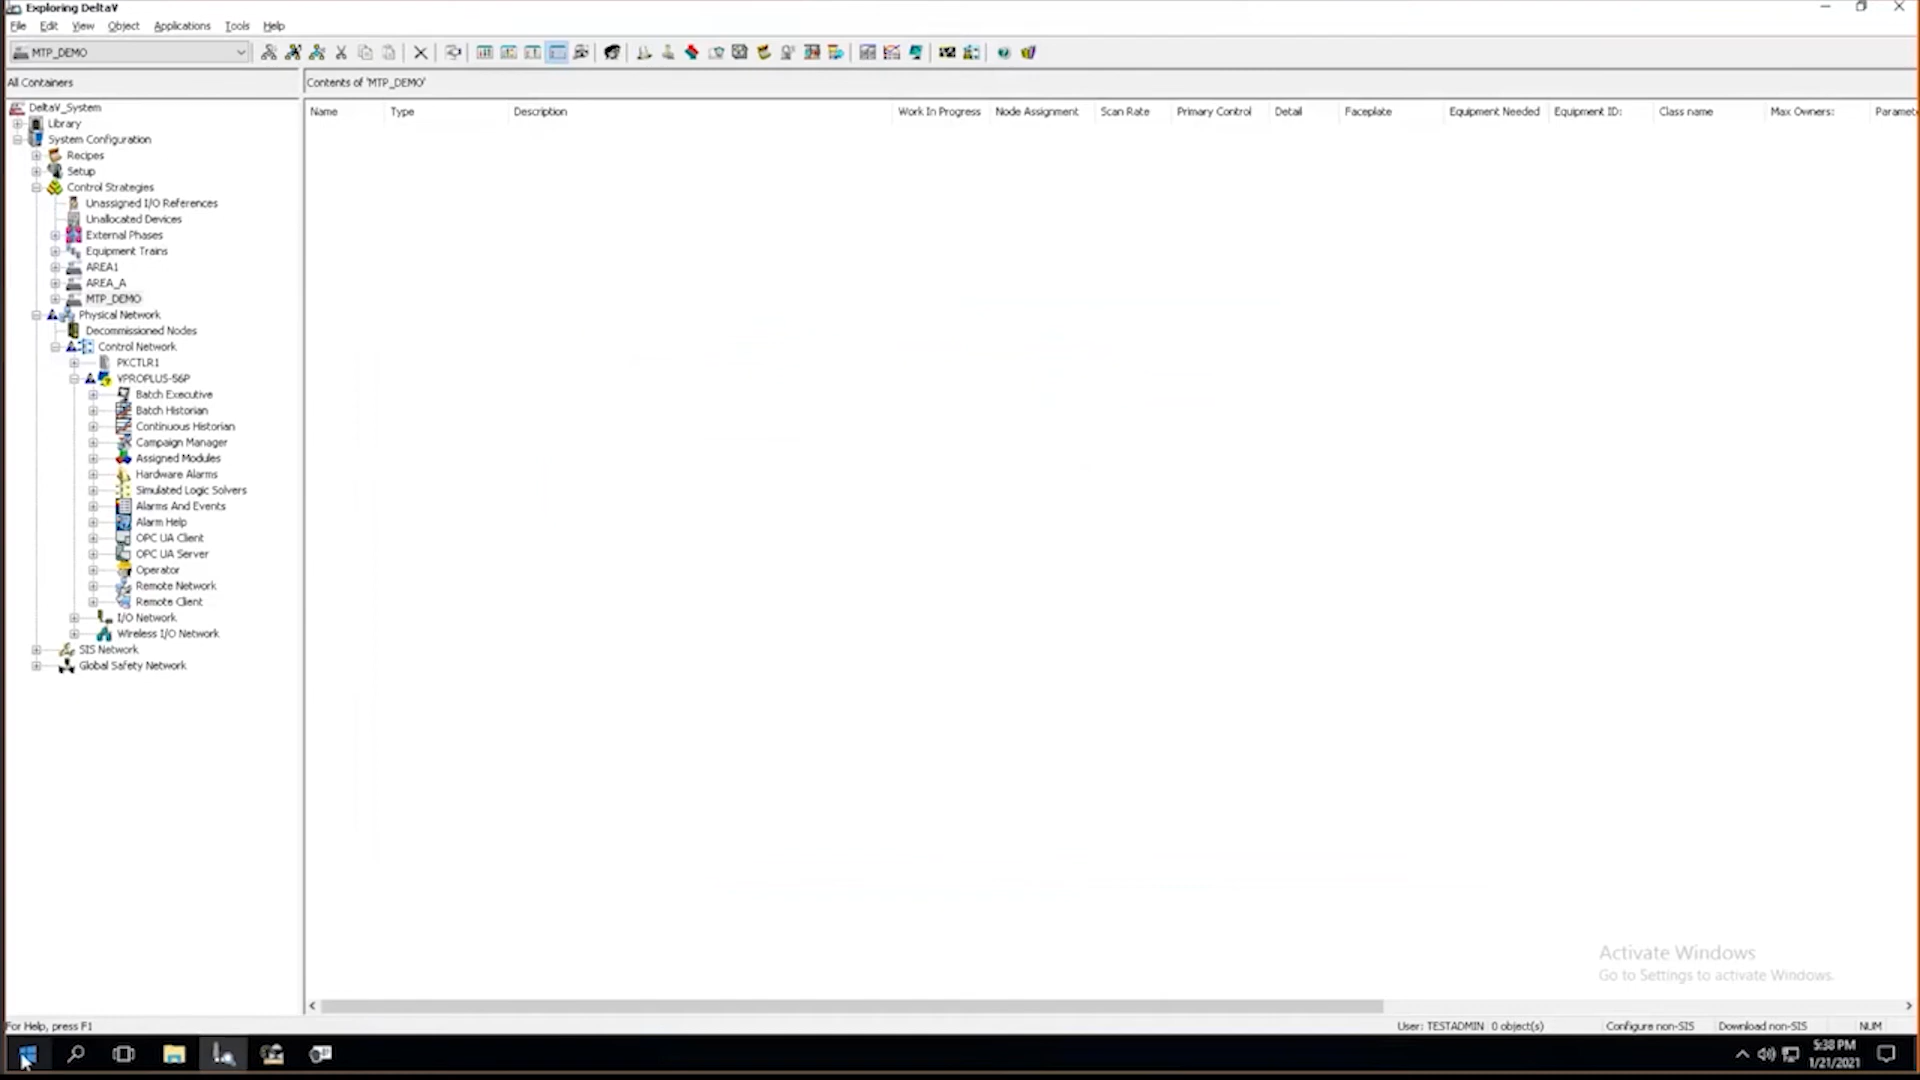 Exploring DeltaV
File Edit View Object Applications Tools Help
MTP_DEMO
All Containers
Contents of 'MTP_DEMO'
Name Type Description Work In Progress Node Assignment Scan Rate Primary Control Detail Faceplate Equipment Needed Equipment ID: Class name Max Owners: Paramet
DeltaV_System
Library
System Configuration
Recipes
Setup
Control Strategies
Unassigned I/O References
Unallocated Devices
External Phases
Equipment Trains
AREA1
AREA_A
MTP_DEMO
Physical Network
Decommissioned Nodes
Control Network
PKCTLR1
VPROPLUS-56P
Batch Executive
Batch Historian
Continuous Historian
Campaign Manager
Assigned Modules
Hardware Alarms
Simulated Logic Solvers
Alarms And Events
Alarm Help
OPC UA Client
OPC UA Server
Operator
Remote Network
Remote Client
I/O Network
Wireless I/O Network
SIS Network
Global Safety Network
Activate Windows
Go to Settings to activate Windows.
For Help, press F1
User: TESTADMIN 0 object(s) Configure non-SIS Download non-SIS NUM
5:38 PM
1/21/2021